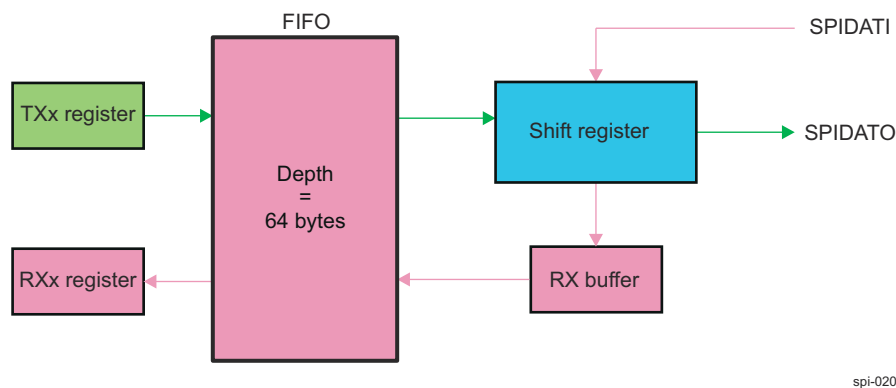 FIFO
SPIDATI
TXx register
Shift register
SPIDATO
Depth
=
64 bytes
RXx register
RX buffer
spi-020